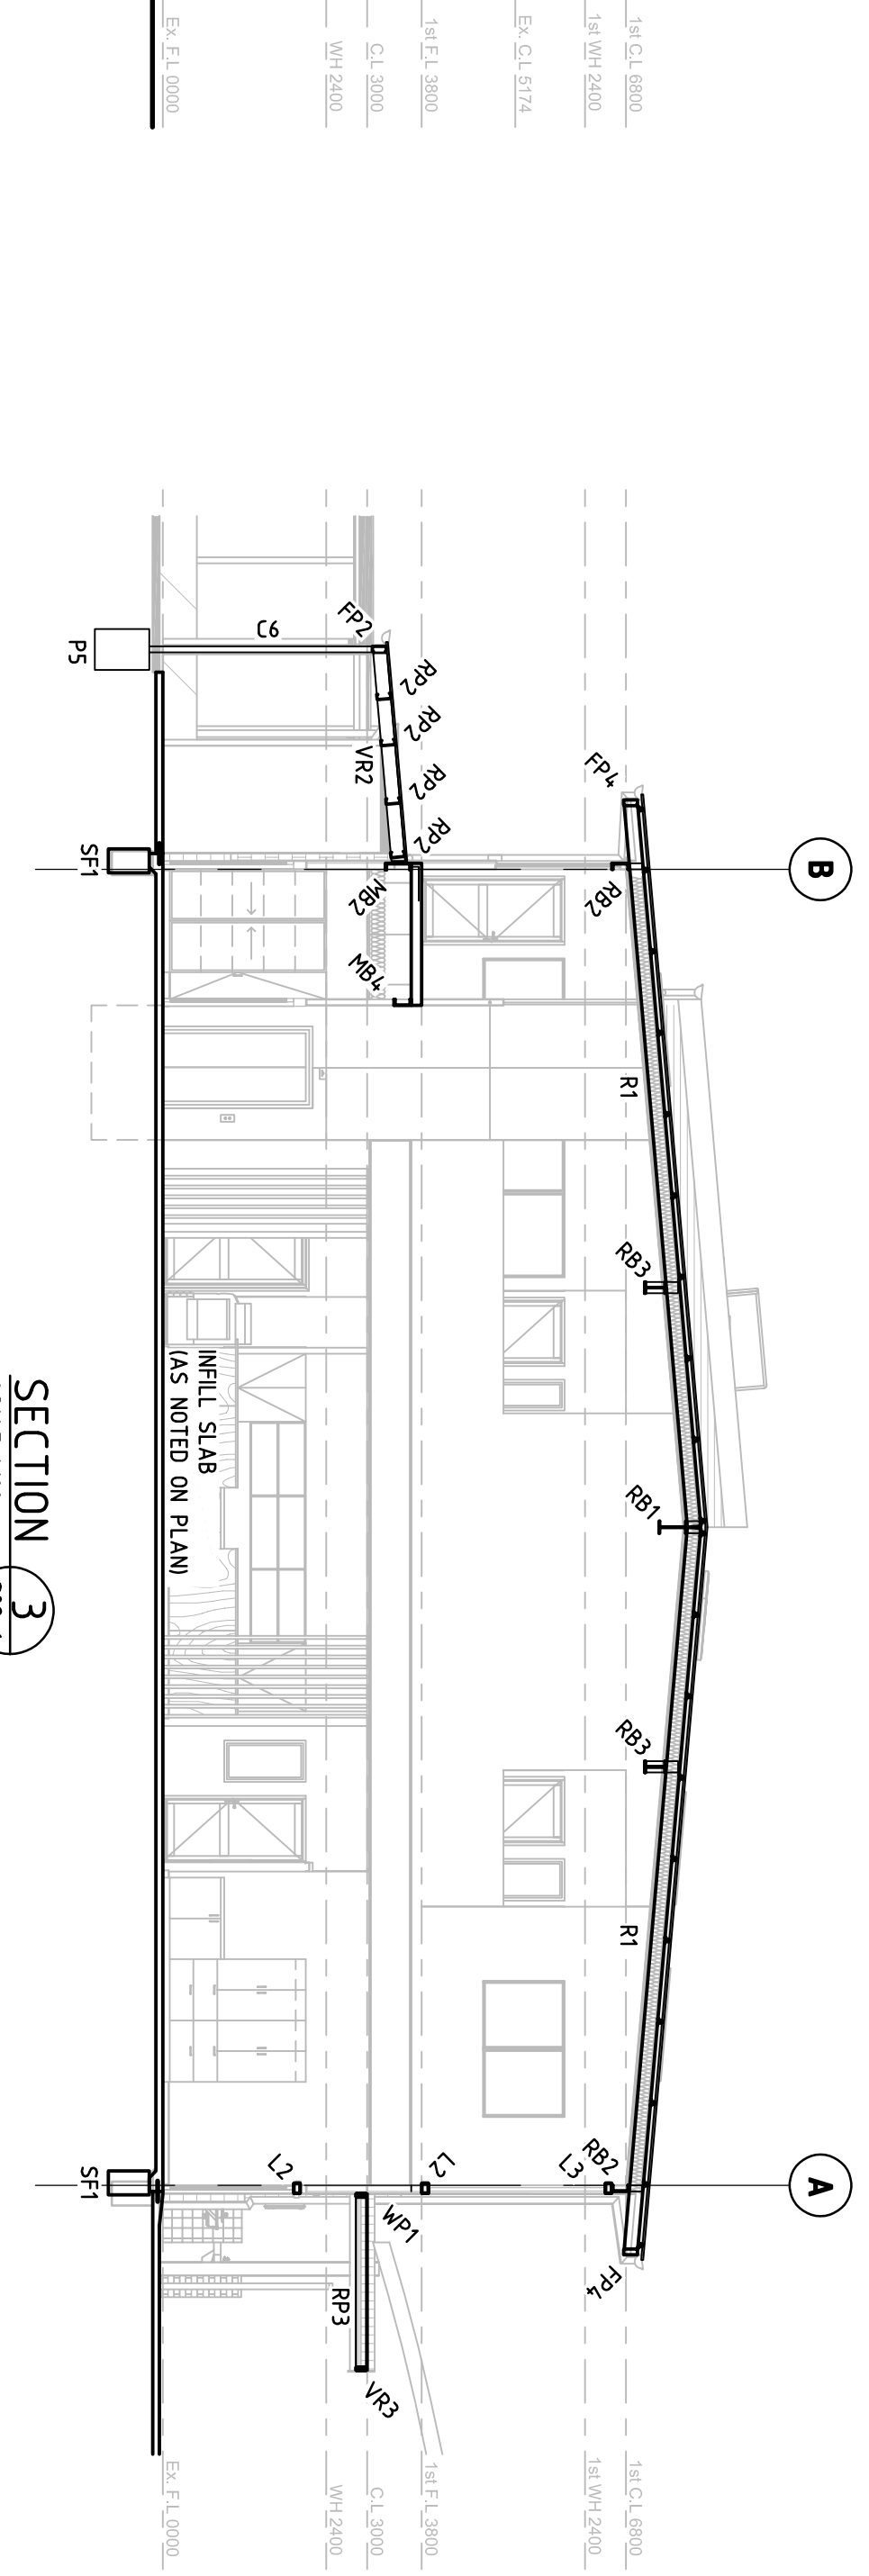 1st C.L 6800
1st WH 2400
Ex. C.L 5174
1st F.L 3800
C.L 3000
WH 2400
Ex. F.L 0000
B
A
FP4
RB2
R1
RB3
RB1
RB3
R1
RB2
L3
FP4
FP2
RP2
RP2
RP2
RP2
VR2
MB2
MB4
C6
P5
SF1
INFILL SLAB
(AS NOTED ON PLAN)
L2
L2
WP1
RP3
VR3
SF1
1st C.L 6800
1st WH 2400
1st F.L 3800
C.L 3000
WH 2400
Ex. F.L 0000
SECTION 3